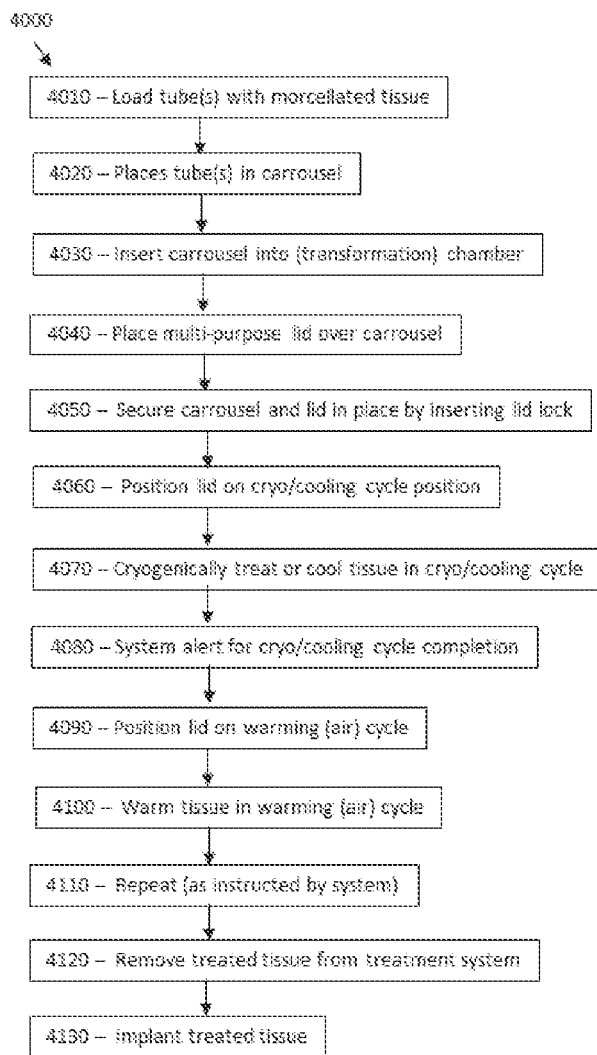 4000
4010 – Load tube(s) with morcellated tissue
4020 – Places tube(s) in carrousel
4030 – Insert carrousel into (transformation) chamber
4040 – Place multi-purpose lid over carrousel
4050 – Secure carrousel and lid in place by inserting lid lock
4060 – Position lid on cryo/cooling cycle position
4070 – Cryogenically treat or cool tissue in cryo/cooling cycle
4080 – System alert for cryo/cooling cycle completion
4090 – Position lid on warming (air) cycle
4100 – Warm tissue in warming (air) cycle
4110 – Repeat (as instructed by system)
4120 – Remove treated tissue from treatment system
4130 – Implant treated tissue